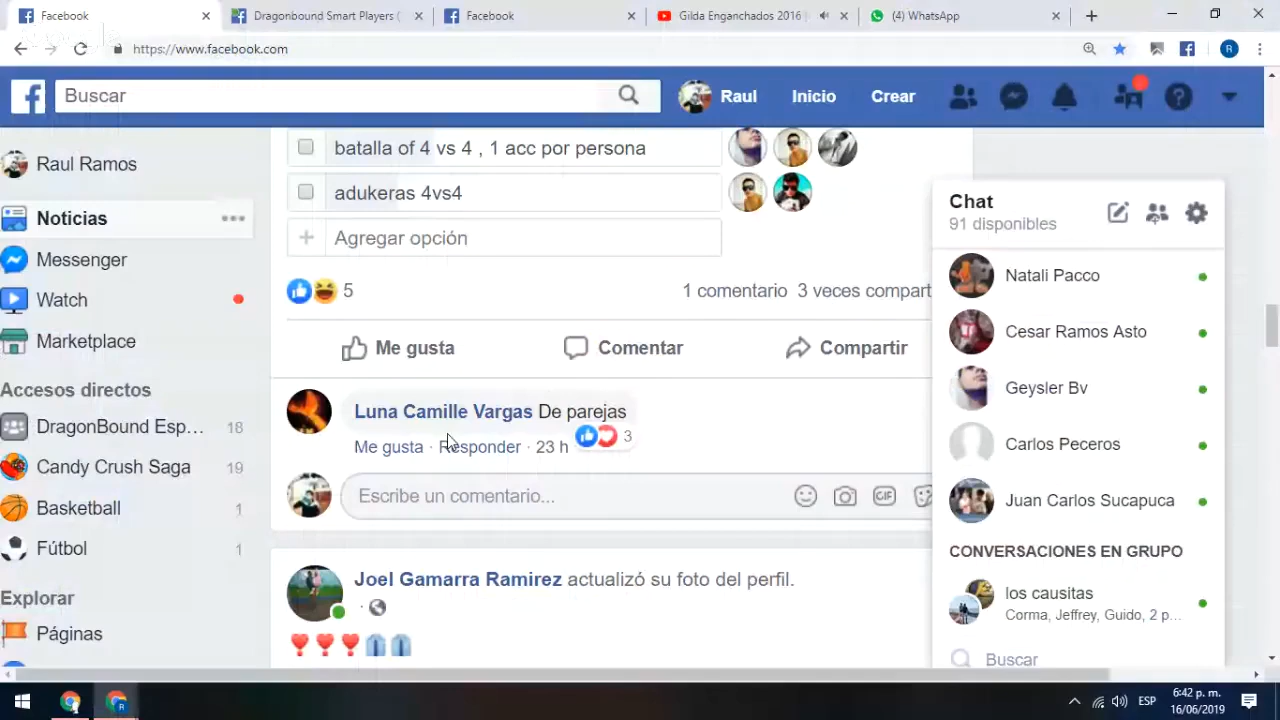 Facebook
Dragonbound Smart Players (
Facebook
Gilda Enganchados 2016
(4) WhatsApp
https://www.facebook.com
R
Buscar
Raul
Inicio
Crear
Raul Ramos
Noticias
Messenger
Watch
Marketplace
Accesos directos
DragonBound Esp... 18
Candy Crush Saga 19
Basketball 1
Fútbol 1
Explorar
Páginas
batalla of 4 vs 4 , 1 acc por persona
adukeras 4vs4
Agregar opción
5
1 comentario 3 veces compart
Me gusta
Comentar
Compartir
Luna Camille Vargas De parejas
Me gusta · Responder · 23 h
3
Escribe un comentario...
GIF
Joel Gamarra Ramirez actualizó su foto del perfil.
Chat
91 disponibles
Natali Pacco
Cesar Ramos Asto
Geysler Bv
Carlos Peceros
Juan Carlos Sucapuca
CONVERSACIONES EN GRUPO
los causitas
Corma, Jeffrey, Guido, 2 p...
Buscar
ESP
6:42 p. m.
16/06/2019